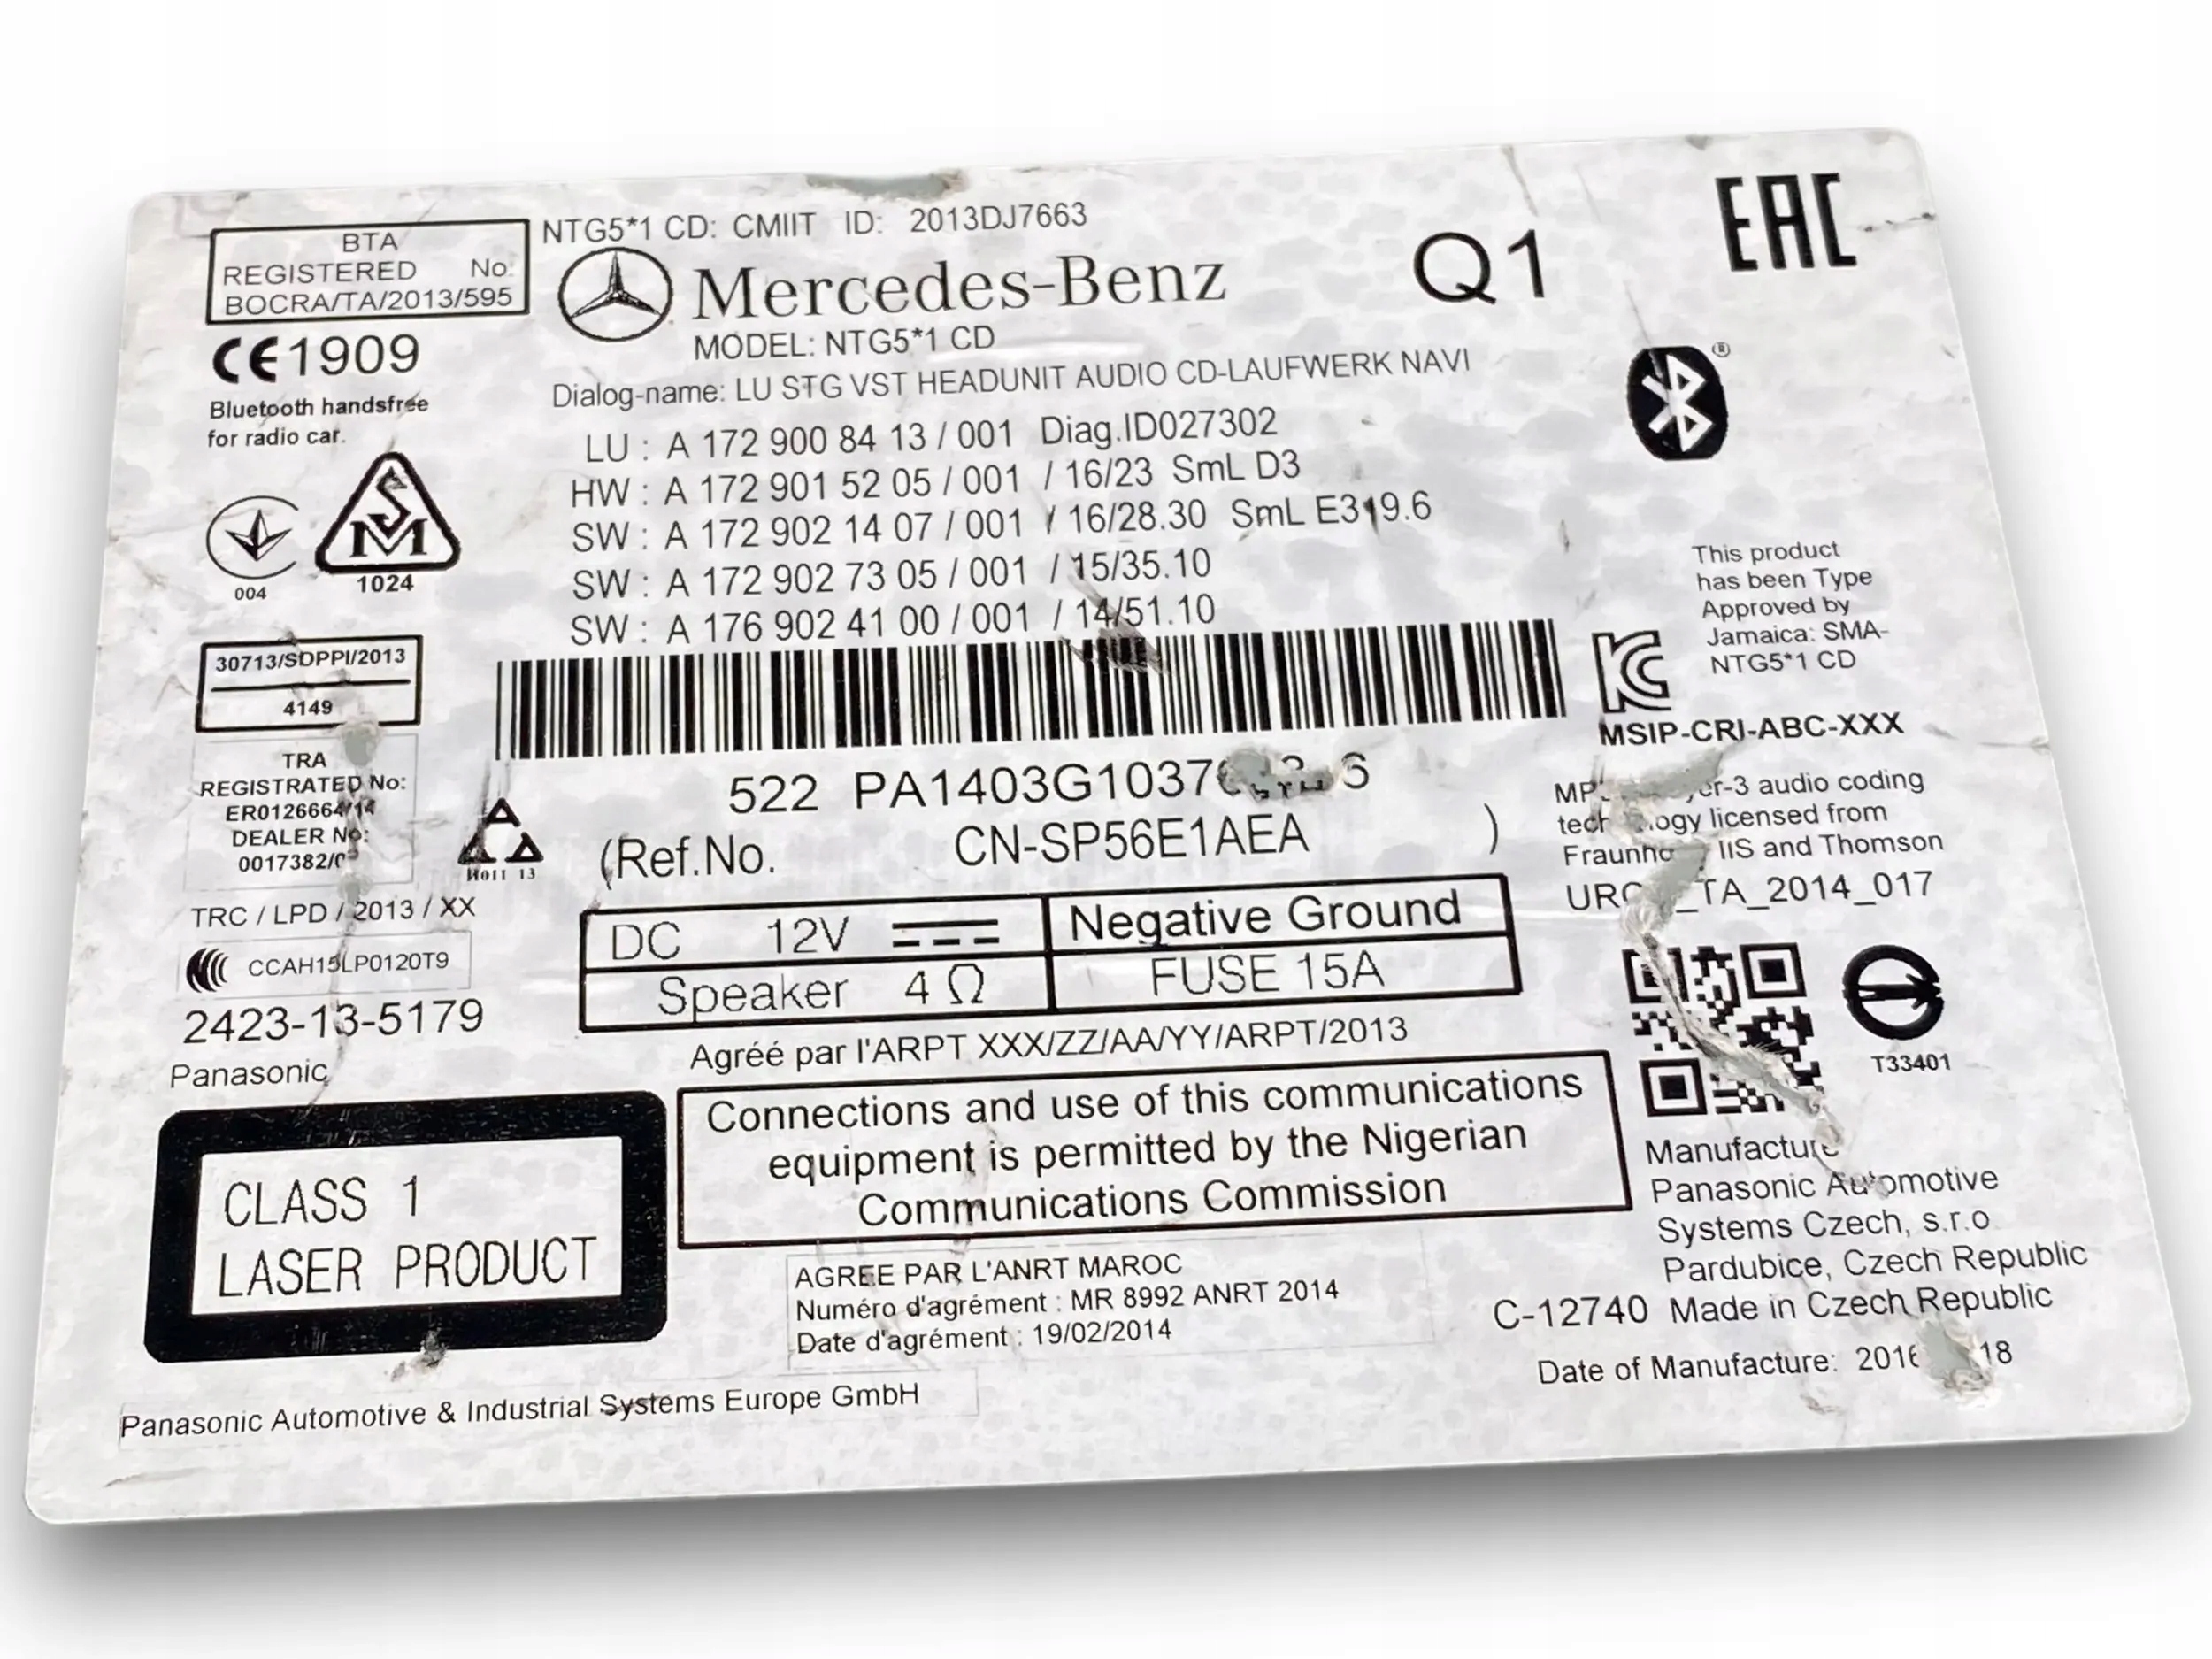 BTA
REGISTERED No.
BOCRA/TA/2013/595
NTG5*1 CD: CMIIT ID: 2013DJ7663
Mercedes-Benz
MODEL: NTG5*1 CD
Q1
EAC
CE1909
Bluetooth handsfree
for radio car.
Dialog-name: LU STG VST HEADUNIT AUDIO CD-LAUFWERK NAVI
LU : A 172 900 84 13 / 001 Diag.ID027302
HW : A 172 901 52 05 / 001 / 16/23 SmL D3
SW : A 172 902 14 07 / 001 / 16/28.30 SmL E319.6
SW : A 172 902 73 05 / 001 / 15/35.10
SW : A 176 902 41 00 / 001 / 14/51.10
004
SM
1024
30713/SDPPI/2013
4149
TRA
REGISTRATED No:
ER0126664/14
DEALER No:
TRC / LPD / 2013 / XX
CCAH15LP0120T9
2423-13-5179
Panasonic
И011 13
522
(Ref.No. CN-SP56E1AEA )
DC 12V
Negative Ground
Speaker 4 Ω
FUSE 15A
Agréé par l'ARPT XXX/ZZ/AA/YY/ARPT/2013
Connections and use of this communications
equipment is permitted by the Nigerian
Communications Commission
CLASS 1
LASER PRODUCT
AGREE PAR L'ANRT MAROC
Numéro d'agrément : MR 8992 ANRT 2014
Date d'agrément : 19/02/2014
Panasonic Automotive & Industrial Systems Europe GmbH
This product
has been Type
Approved by
Jamaica: SMA-
NTG5*1 CD
KC
MSIP-CRI-ABC-XXX
audio coding
licensed from
IIS and Thomson
T33401
Panasonic Automotive
Systems Czech, s.r.o
Pardubice, Czech Republic
C-12740 Made in Czech Republic
Date of Manufacture: